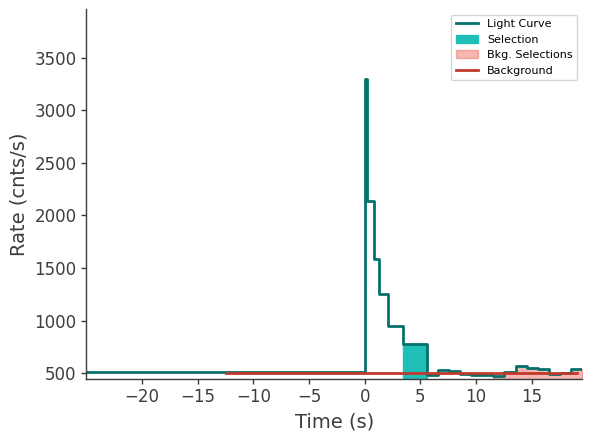 Light Curve
Selection
Bkg. Selections
Background
3500
3000
2500
2000
1500
1000
500
Rate (cnts/s)
−20 −15 −10 −5 0 5 10 15
Time (s)